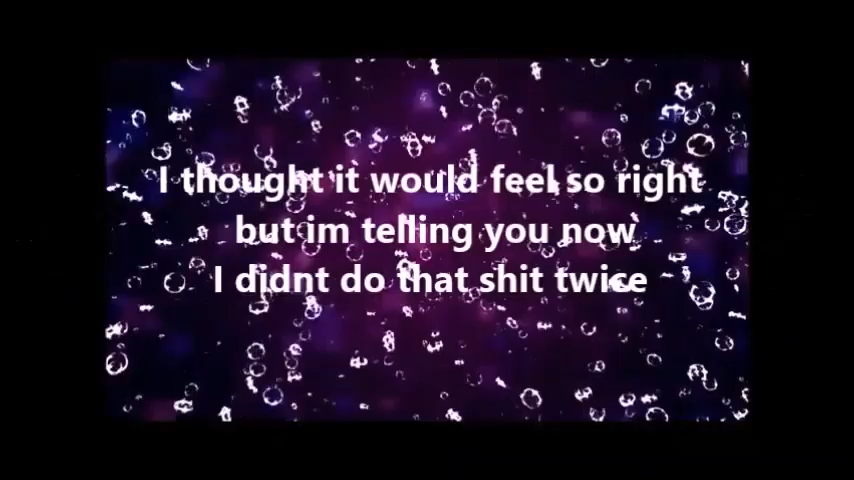 I thought it would feel so right
but im telling you now
I didnt do that shit twice